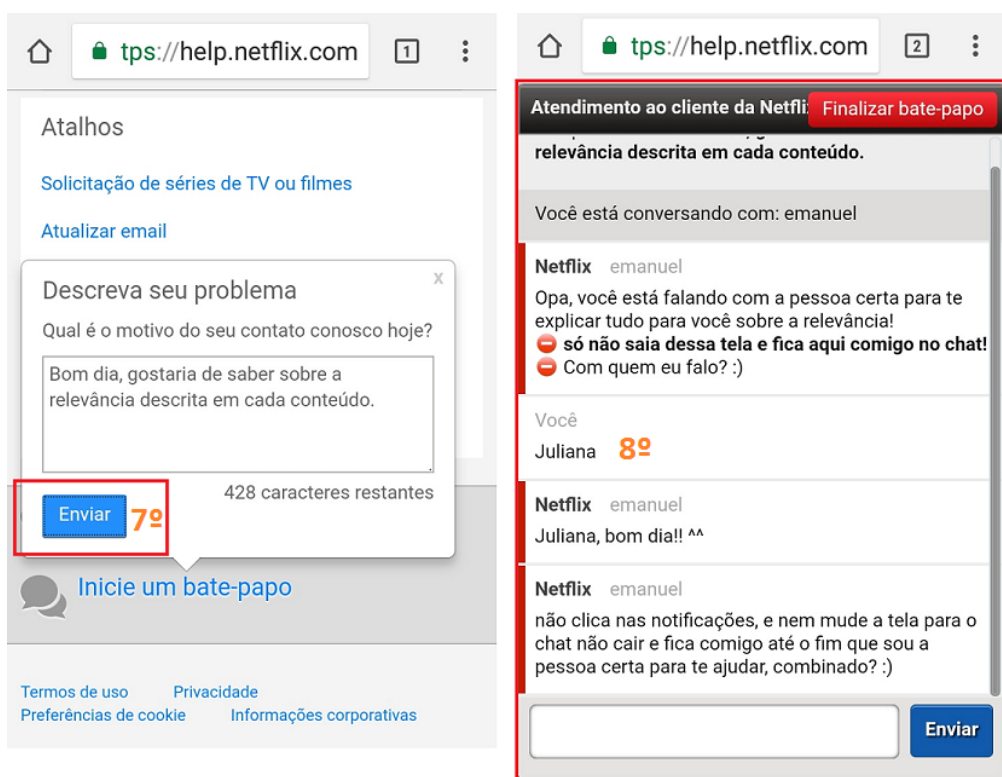 tps://help.netflix.com
1
Atalhos
Solicitação de séries de TV ou filmes
Atualizar email
Descreva seu problema
x
Qual é o motivo do seu contato conosco hoje?
Bom dia, gostaria de saber sobre a
relevância descrita em cada conteúdo.
428 caracteres restantes
Enviar
7º
Inicie um bate-papo
Termos de uso Privacidade
Preferências de cookie Informações corporativas
tps://help.netflix.com
2
Atendimento ao cliente da Netfli
Finalizar bate-papo
relevância descrita em cada conteúdo.
Você está conversando com: emanuel
Netflix emanuel
Opa, você está falando com a pessoa certa para te
explicar tudo para você sobre a relevância!
⛔ só não saia dessa tela e fica aqui comigo no chat!
⛔ Com quem eu falo? :)
Você
Juliana
8º
Netflix emanuel
Juliana, bom dia!! ^^
Netflix emanuel
não clica nas notificações, e nem mude a tela para o
chat não cair e fica comigo até o fim que sou a
pessoa certa para te ajudar, combinado? :)
Enviar